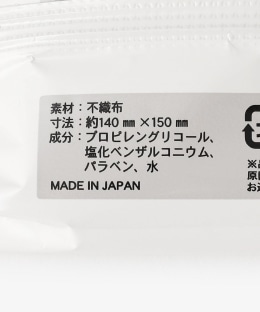 素材：不織布
寸法：約140 ㎜ ×150 ㎜
成分：プロピレングリコール、
塩化ベンザルコニウム、
パラベン、水
MADE IN JAPAN